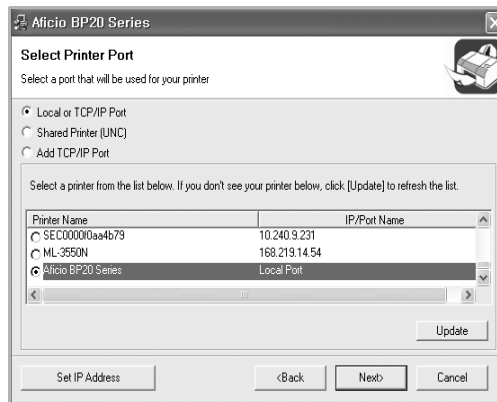 Aficio BP20 Series
Select Printer Port
Select a port that will be used for your printer
Local or TCP/IP Port
Shared Printer (UNC)
Add TCP/IP Port
Select a printer from the list below. If you don't see your printer below, click [Update] to refresh the list.
Printer Name IP/Port Name
SEC0000f0aa4b79 10.240.9.231
ML-3550N 168.219.14.54
Aficio BP20 Series Local Port
Update
Set IP Address <Back Next> Cancel